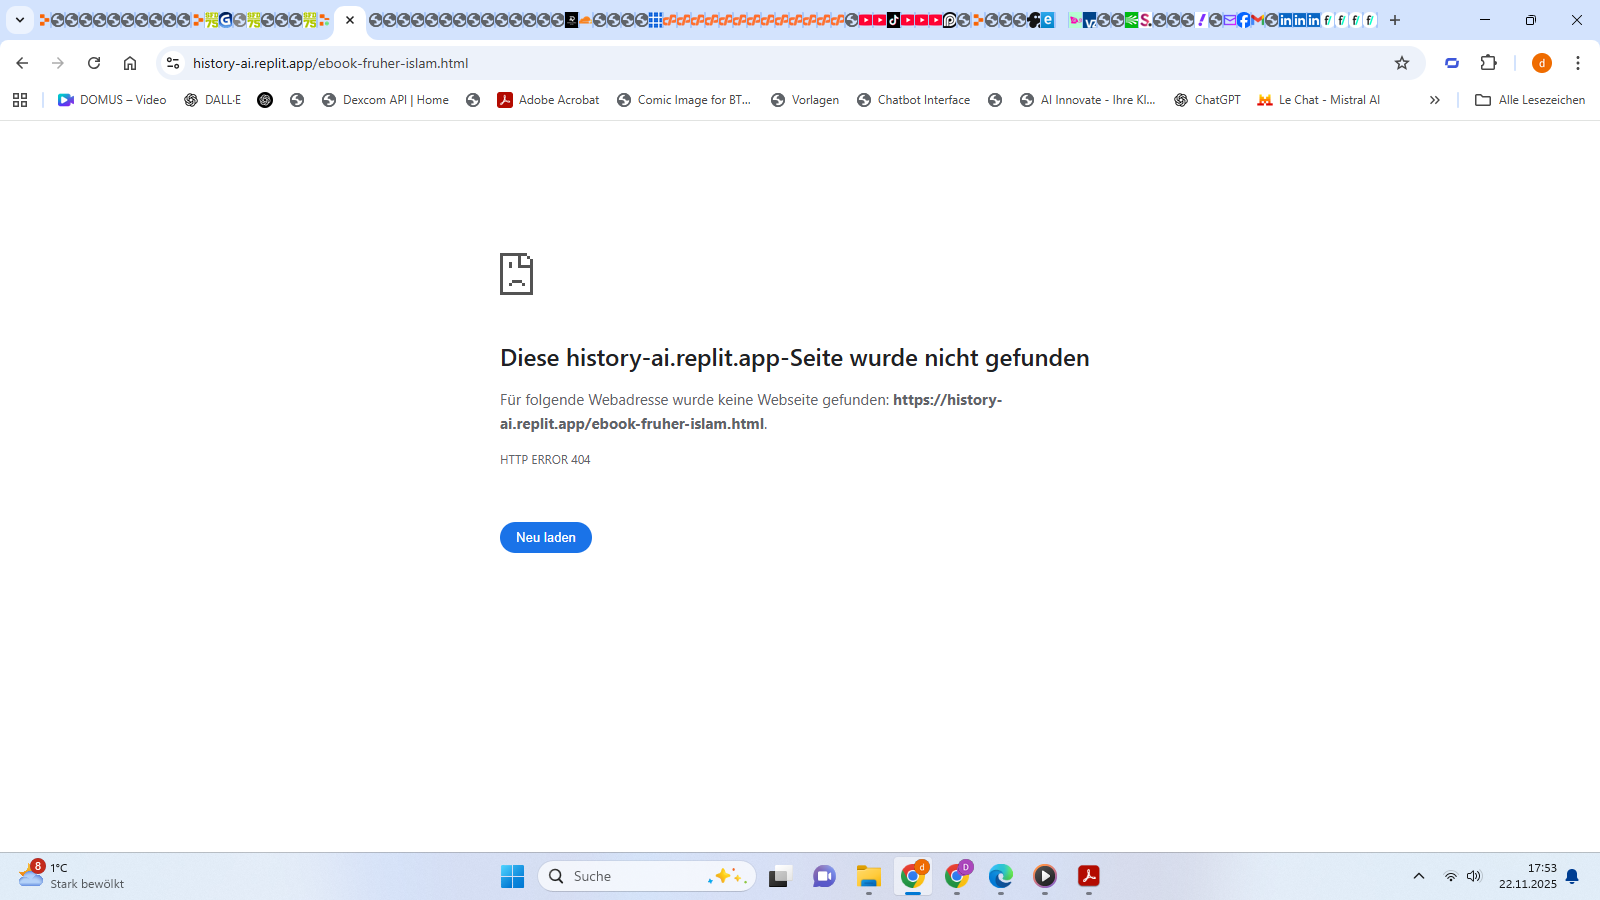 history-ai.replit.app/ebook-fruher-islam.html
d
DOMUS – Video
DALL·E
Dexcom API | Home
Adobe Acrobat
Comic Image for BT...
Vorlagen
Chatbot Interface
AI Innovate - Ihre KI...
ChatGPT
Le Chat - Mistral AI
Alle Lesezeichen
Diese history-ai.replit.app-Seite wurde nicht gefunden
Für folgende Webadresse wurde keine Webseite gefunden: https://history-
ai.replit.app/ebook-fruher-islam.html.
HTTP ERROR 404
Neu laden
8
1°C
Stark bewölkt
Suche
d
D
17:53
22.11.2025